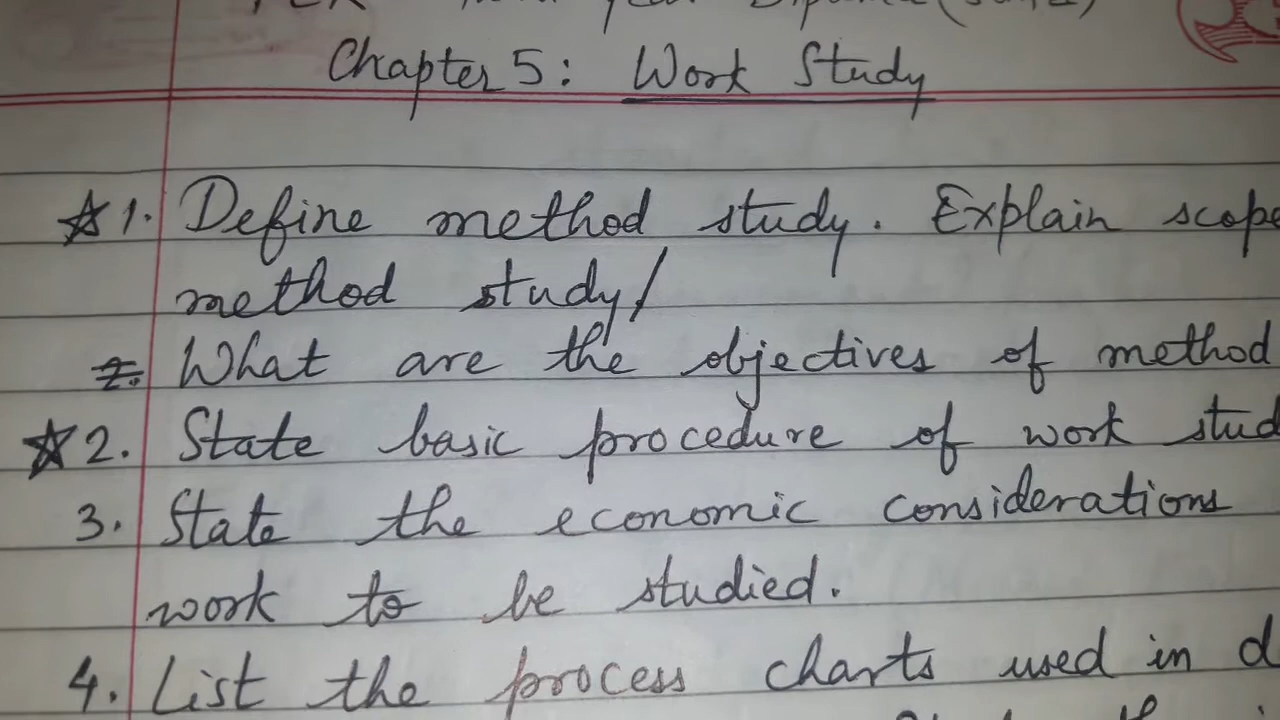 Chapter 5: Work Study
☆1. Define method study. Explain scope
method study/
What are the objectives of method
☆2. State basic procedure of work stud
3. State the economic considerations
work to be studied.
4. List the process charts used in d